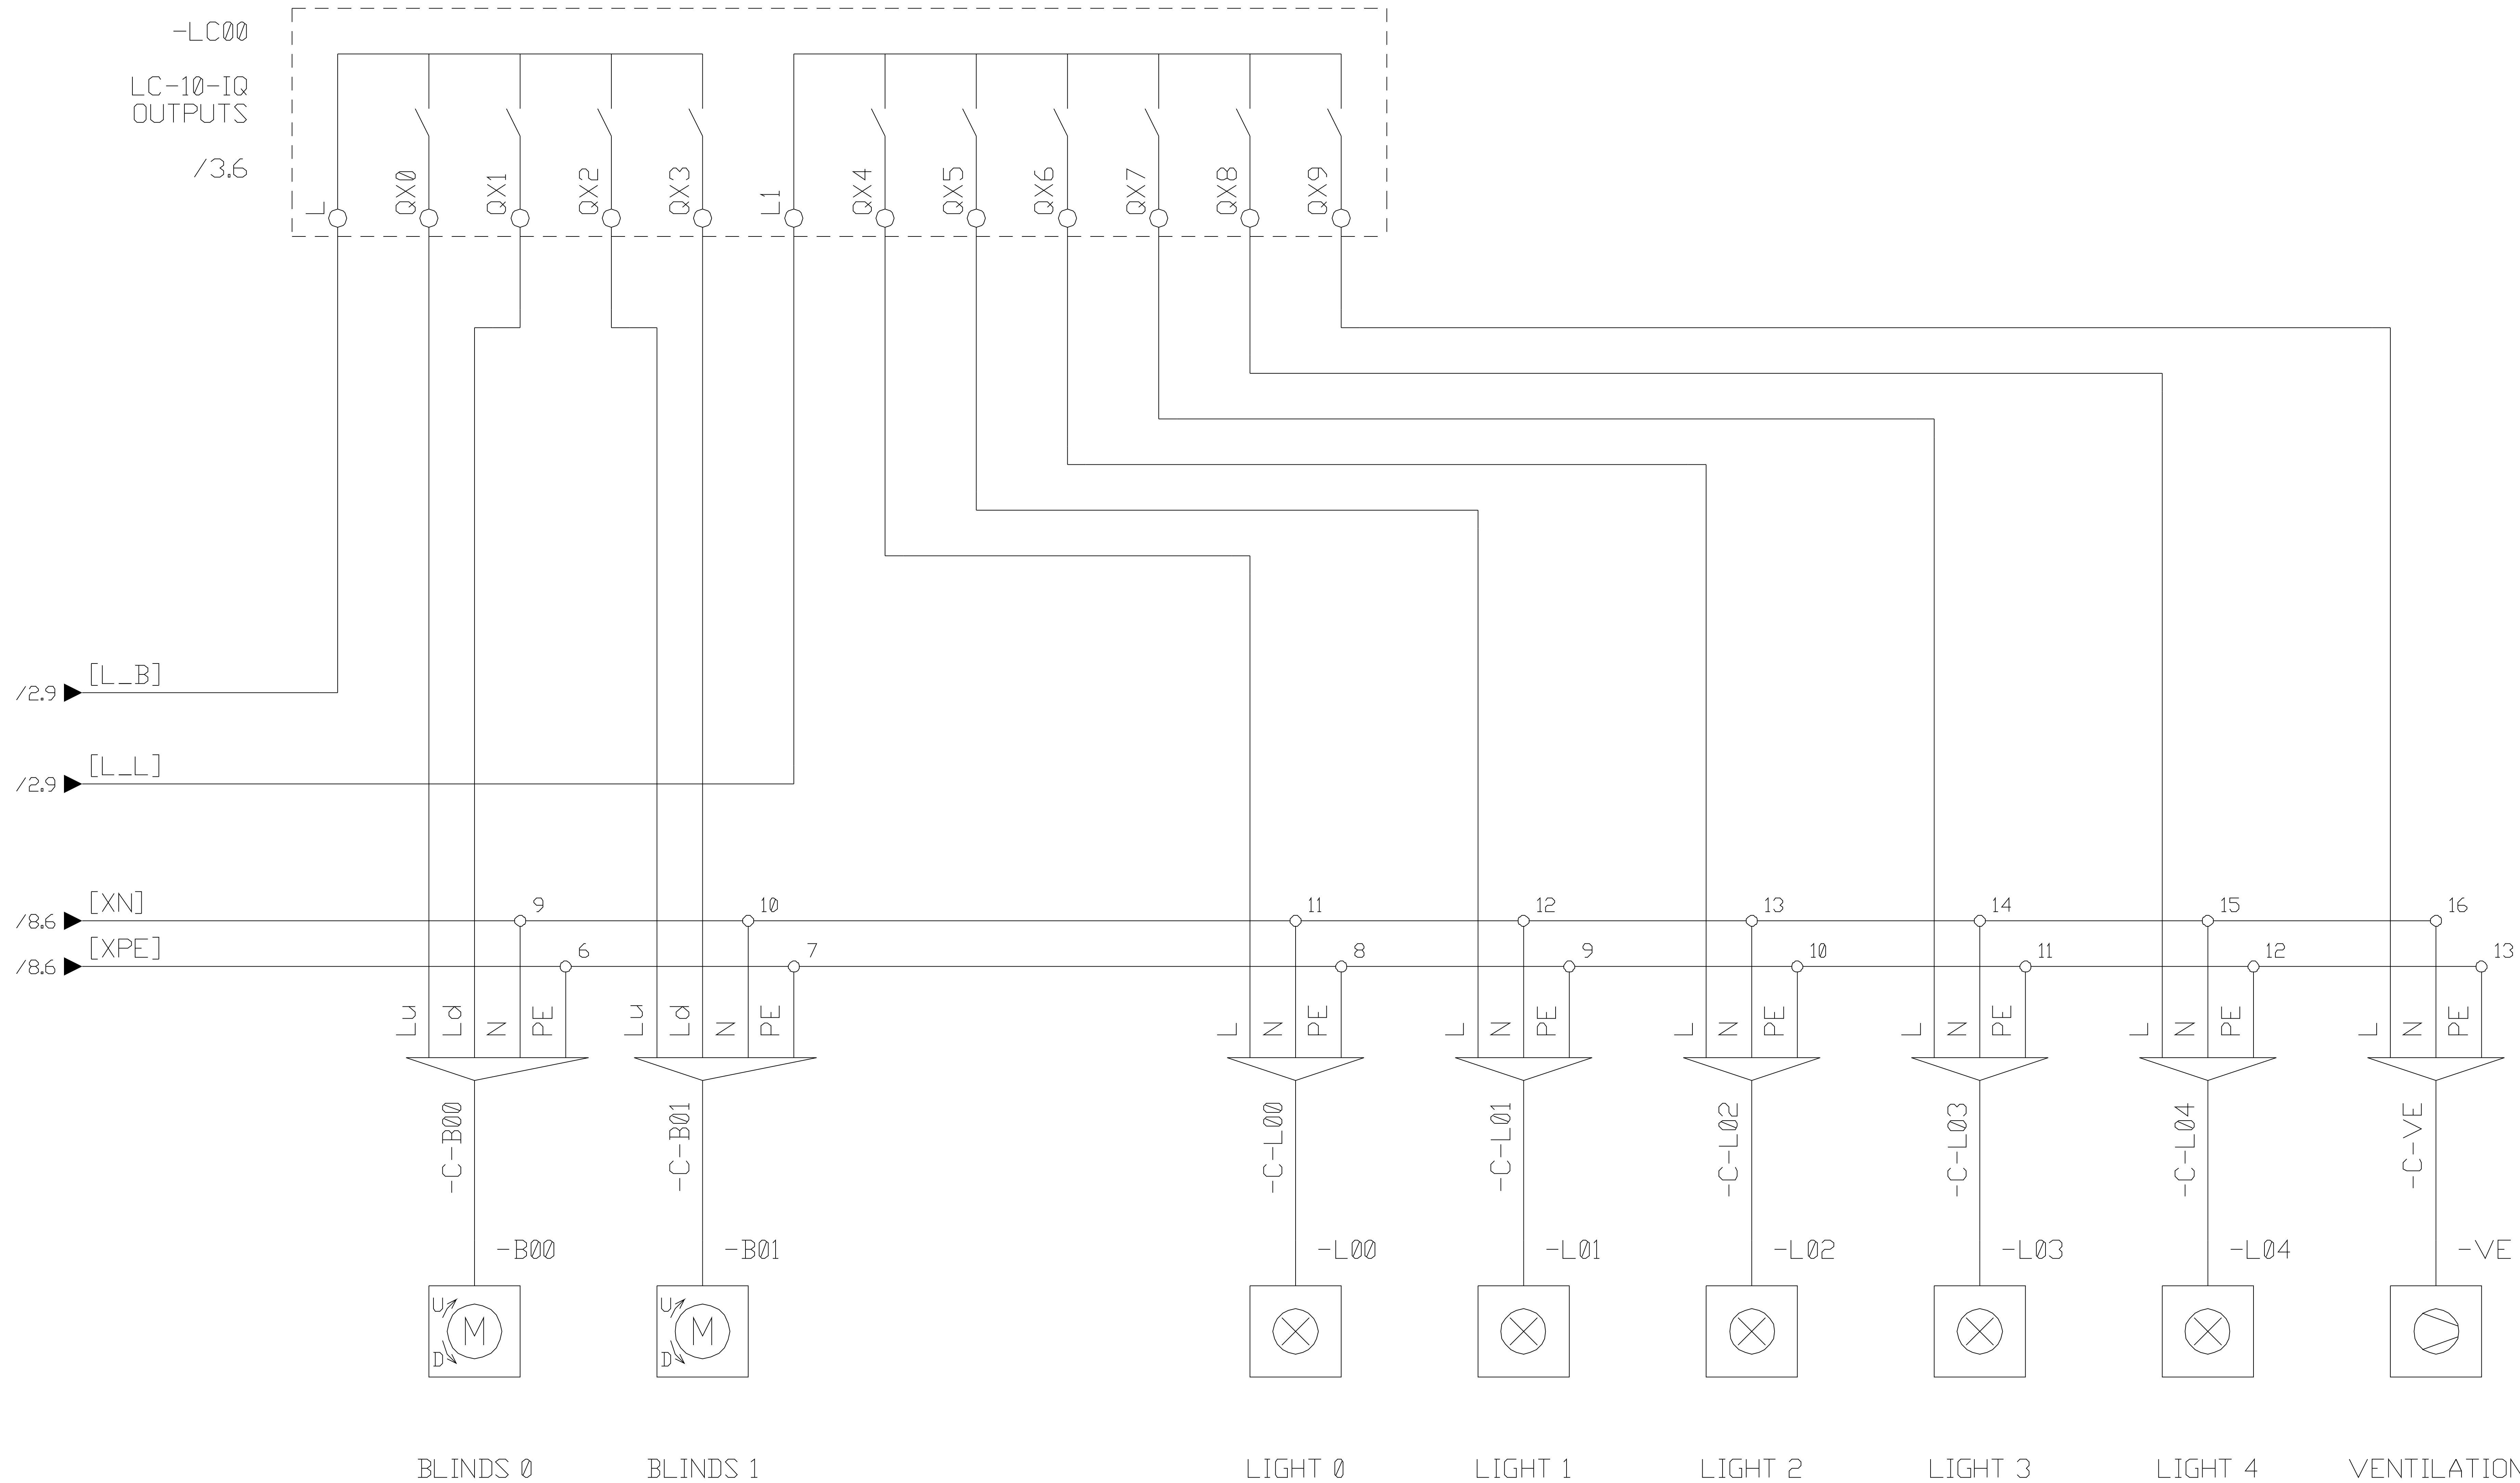 -LC00
LC-10-IQ
OUTPUTS
/3.6
L QX0 QX1 QX2 QX3 L1 QX4 QX5 QX6 QX7 QX8 QX9
/2.9 [L_B]
/2.9 [L_L]
/8.6 [XN] 9 10 11 12 13 14 15 16
/8.6 [XPE] 6 7 8 9 10 11 12 13
Lu Ld N PE Lu Ld N PE L N PE L N PE L N PE L N PE L N PE L N PE
-C-B00 -C-B01 -C-L00 -C-L01 -C-L02 -C-L03 -C-L04 -C-VE
-B00 -B01 -L00 -L01 -L02 -L03 -L04 -VE
U M D U M D
BLINDS 0 BLINDS 1 LIGHT 0 LIGHT 1 LIGHT 2 LIGHT 3 LIGHT 4 VENTILATION